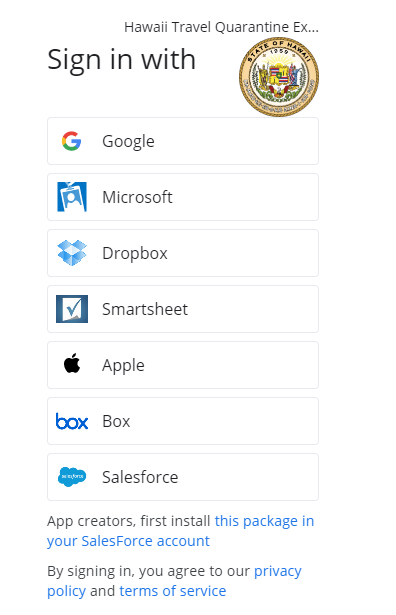 Hawaii Travel Quarantine Ex...
Sign in with
STATE OF HAWAII
1959
Google
Microsoft
Dropbox
Smartsheet
Apple
box
Box
Salesforce
App creators, first install this package in
your SalesForce account
By signing in, you agree to our privacy
policy and terms of service